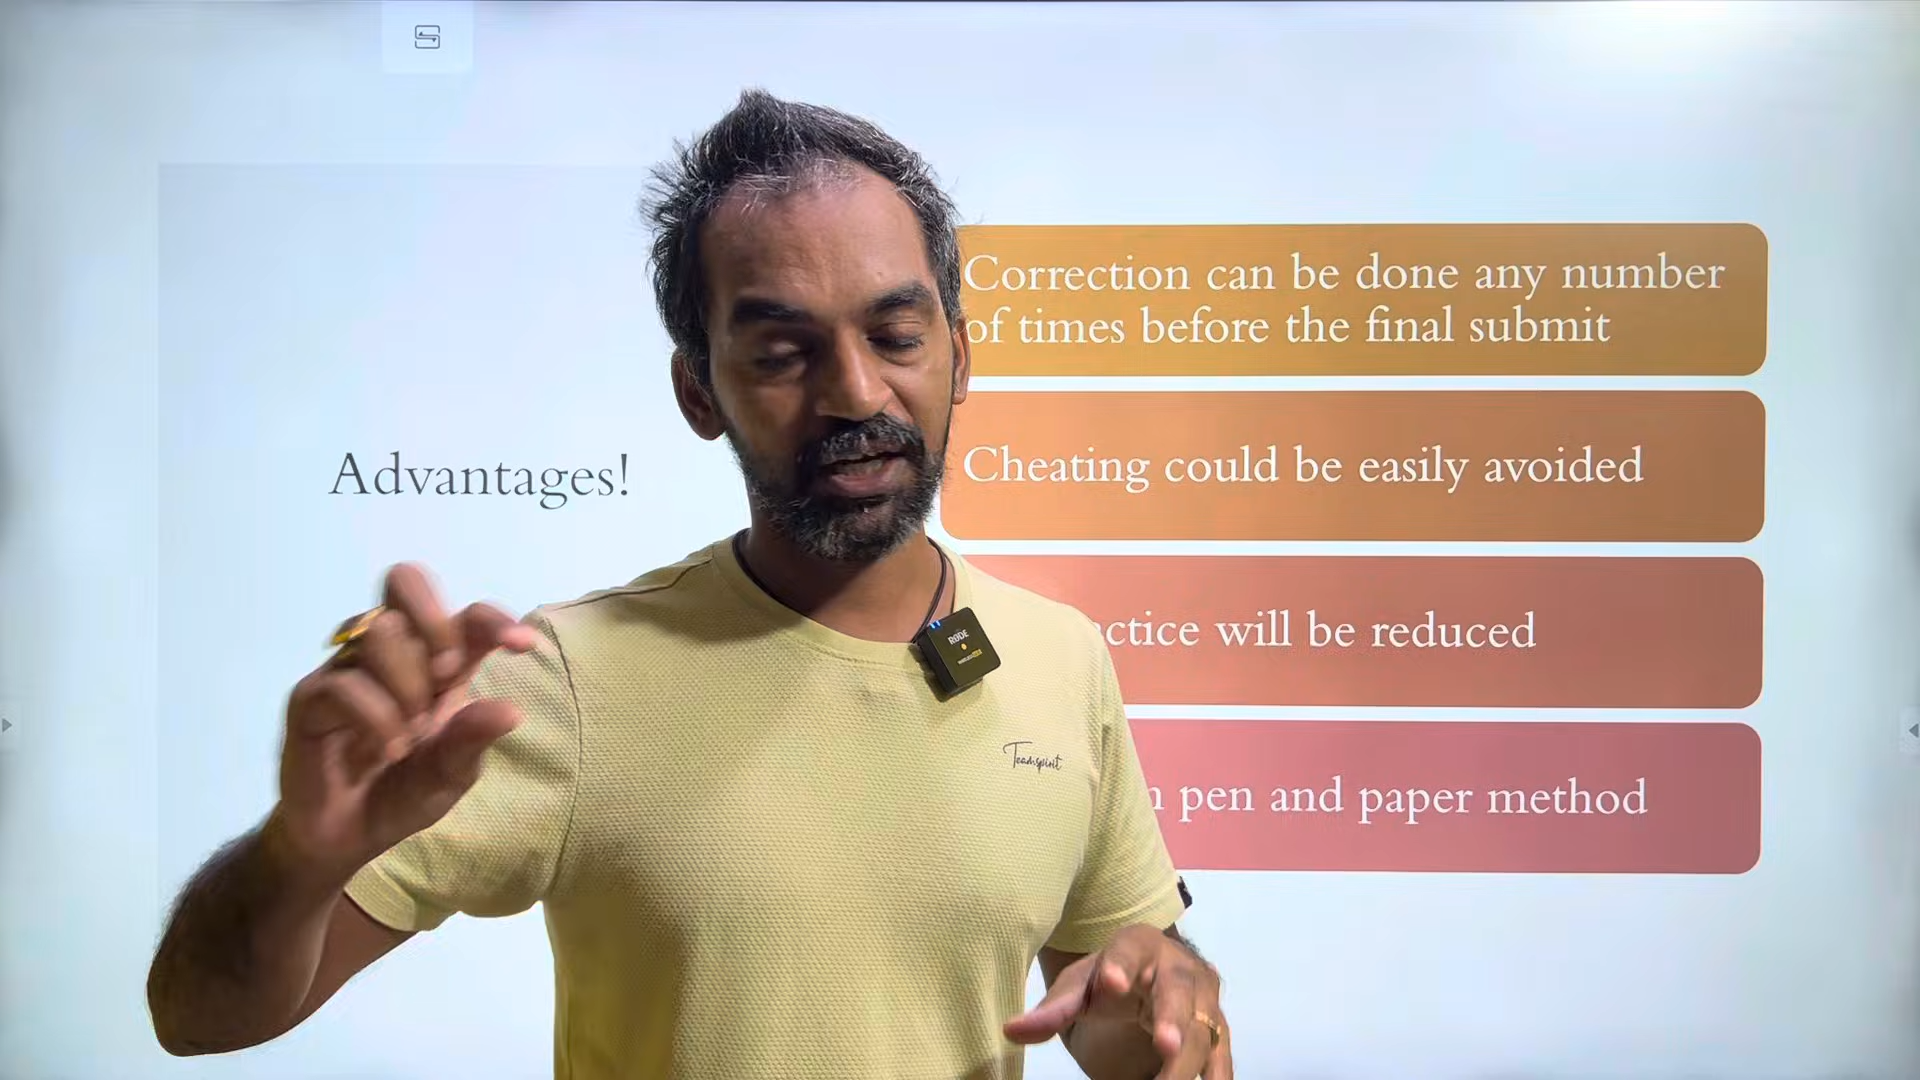 Correction can be done any number
of times before the final submit
Advantages!
Cheating could be easily avoided
will be reduced
pen and paper method
RØDE
Teamspirit